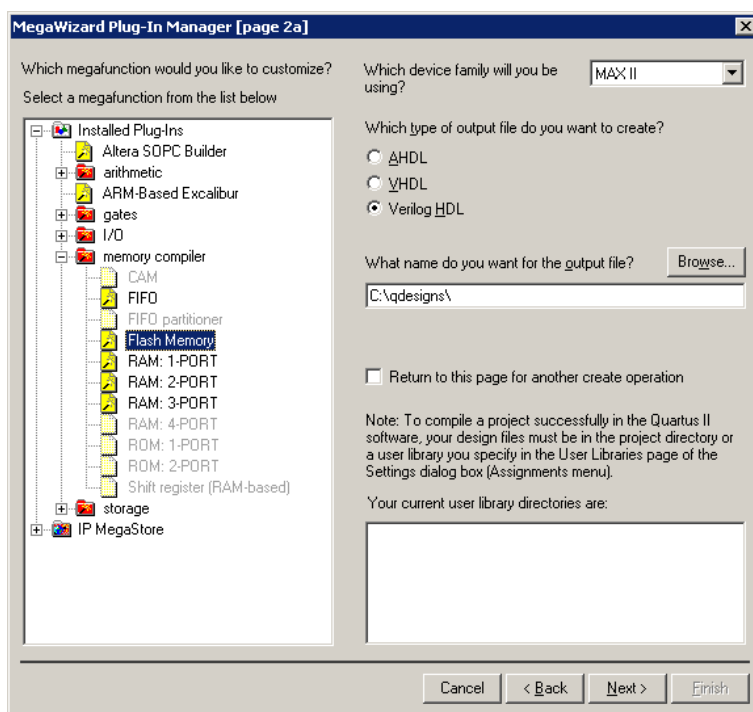 MegaWizard Plug-In Manager [page 2a]
Which megafunction would you like to customize?
Select a megafunction from the list below
Installed Plug-Ins
Altera SOPC Builder
arithmetic
ARM-Based Excalibur
gates
I/O
memory compiler
CAM
FIFO
FIFO partitioner
Flash Memory
RAM: 1-PORT
RAM: 2-PORT
RAM: 3-PORT
RAM: 4-PORT
ROM: 1-PORT
ROM: 2-PORT
Shift register (RAM-based)
storage
IP MegaStore
Which device family will you be
using?
MAX II
Which type of output file do you want to create?
AHDL
VHDL
Verilog HDL
What name do you want for the output file?
Browse...
C:\qdesigns\
Return to this page for another create operation
Note: To compile a project successfully in the Quartus II
software, your design files must be in the project directory or
a user library you specify in the User Libraries page of the
Settings dialog box (Assignments menu).
Your current user library directories are:
Cancel
< Back
Next >
Finish